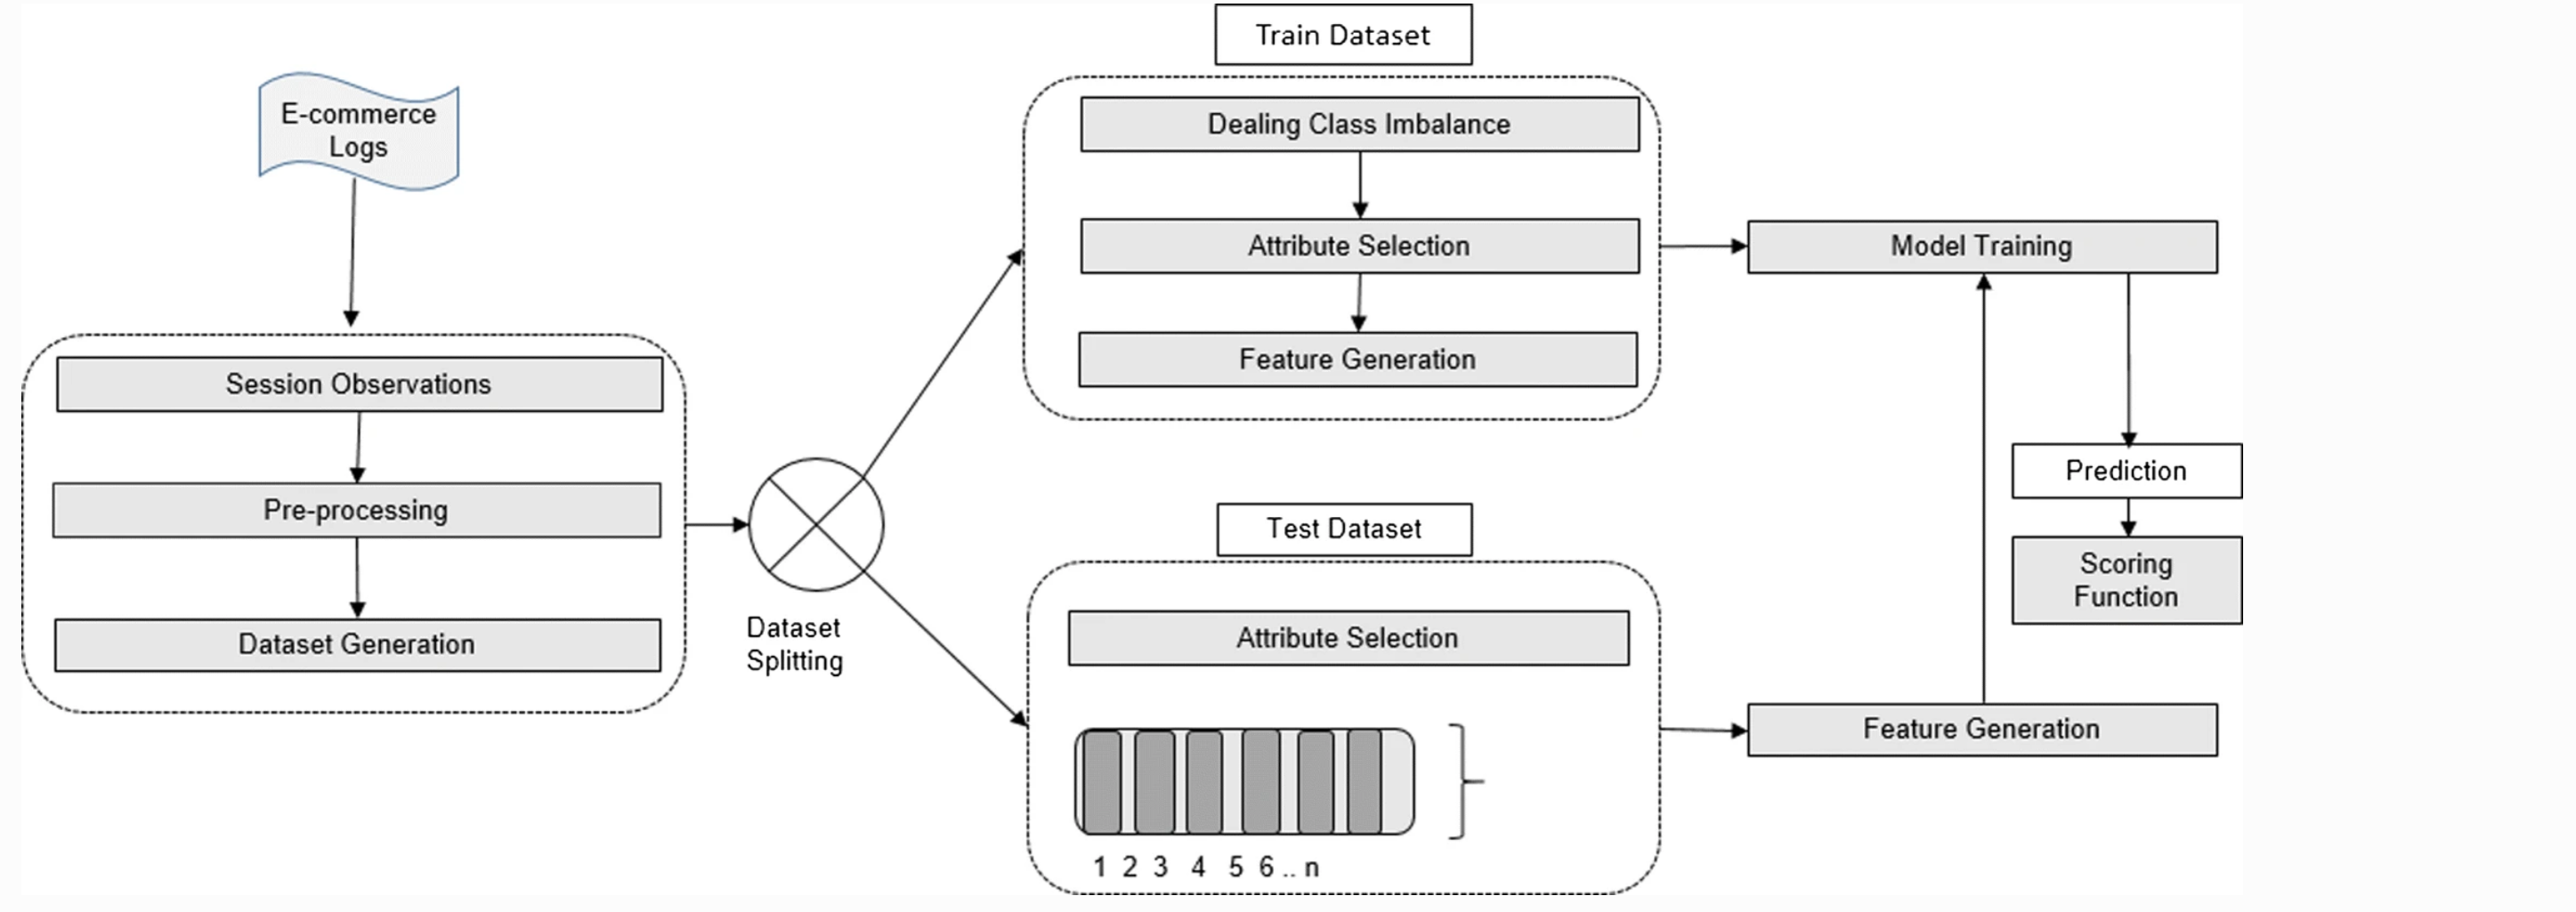 E-commerce
Logs
Session Observations
Pre-processing
Dataset Generation
Dataset
Splitting
Train Dataset
Dealing Class Imbalance
Attribute Selection
Feature Generation
Test Dataset
Attribute Selection
1 2 3 4 5 6 .. n
Model Training
Prediction
Scoring
Function
Feature Generation